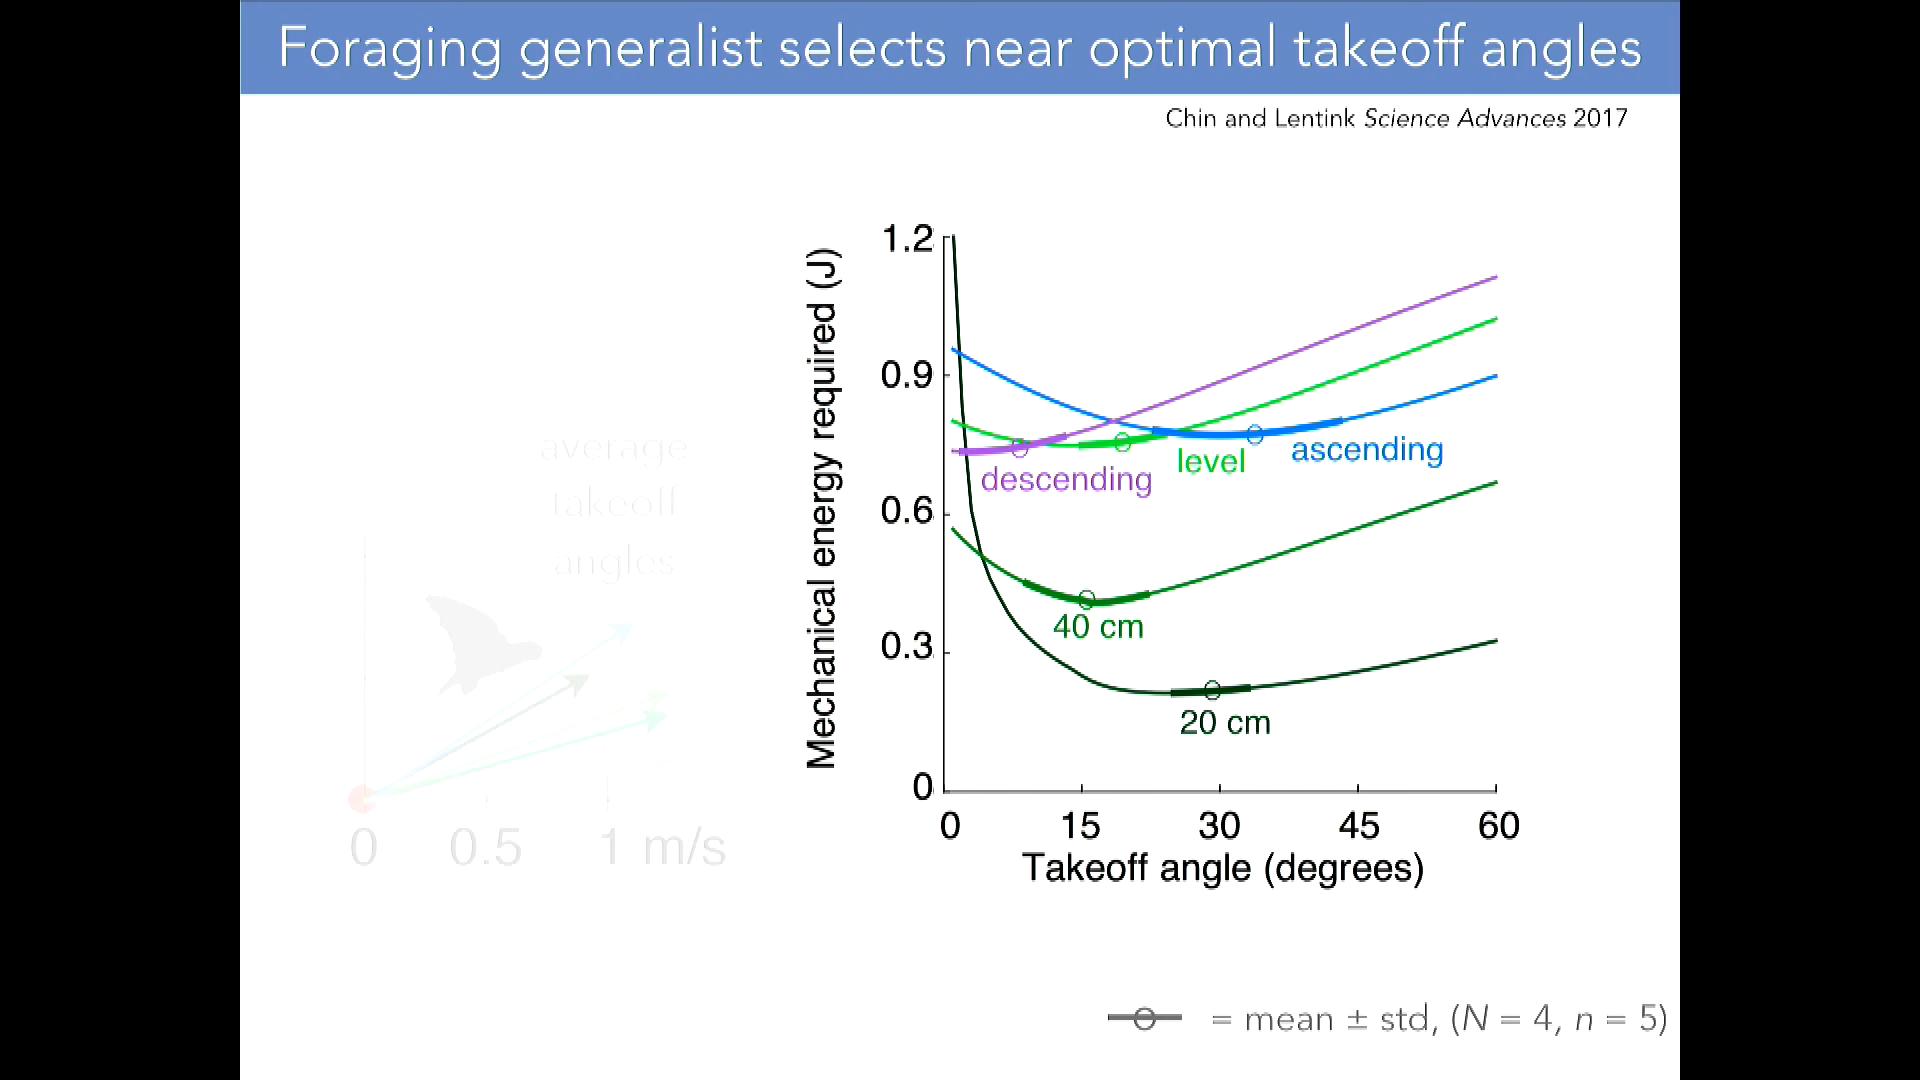 Foraging generalist selects near optimal takeoff angles
Chin and Lentink Science Advances 2017
average
takeoff
angles
0 0.5 1 m/s
Mechanical energy required (J)
1.2
0.9
0.6
0.3
0
descending
level
ascending
40 cm
20 cm
0 15 30 45 60
Takeoff angle (degrees)
= mean ± std, (N = 4, n = 5)